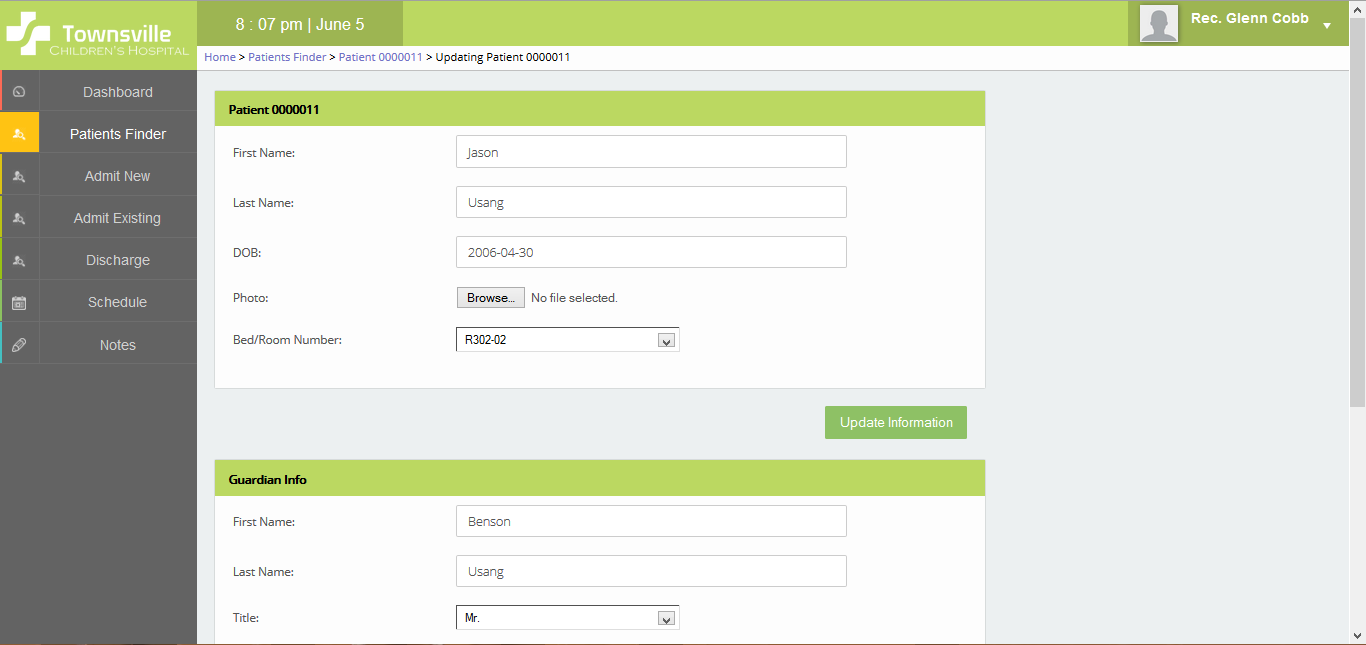 Townsville
CHILDREN'S HOSPITAL
8 : 07 pm | June 5
Rec. Glenn Cobb
Home > Patients Finder > Patient 0000011 > Updating Patient 0000011
Dashboard
Patients Finder
Admit New
Admit Existing
Discharge
Schedule
Notes
Patient 0000011
First Name: Jason
Last Name: Usang
DOB: 2006-04-30
Photo: Browse... No file selected.
Bed/Room Number: R302-02
Update Information
Guardian Info
First Name: Benson
Last Name: Usang
Title: Mr.